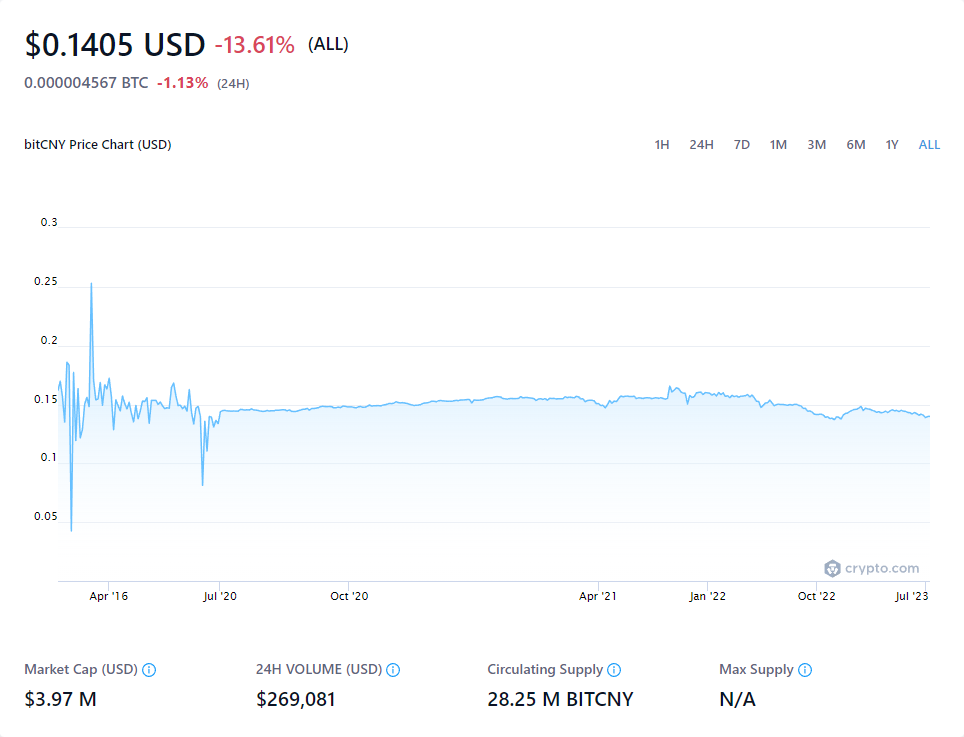 $0.1405 USD -13.61% (ALL)
0.000004567 BTC -1.13% (24H)
bitCNY Price Chart (USD) 1H 24H 7D 1M 3M 6M 1Y ALL
0.3
0.25
0.2
0.15
0.1
0.05
crypto.com
Apr '16 Jul '20 Oct '20 Apr '21 Jan '22 Oct '22 Jul '23
Market Cap (USD) 24H VOLUME (USD) Circulating Supply Max Supply
$3.97 M $269,081 28.25 M BITCNY N/A